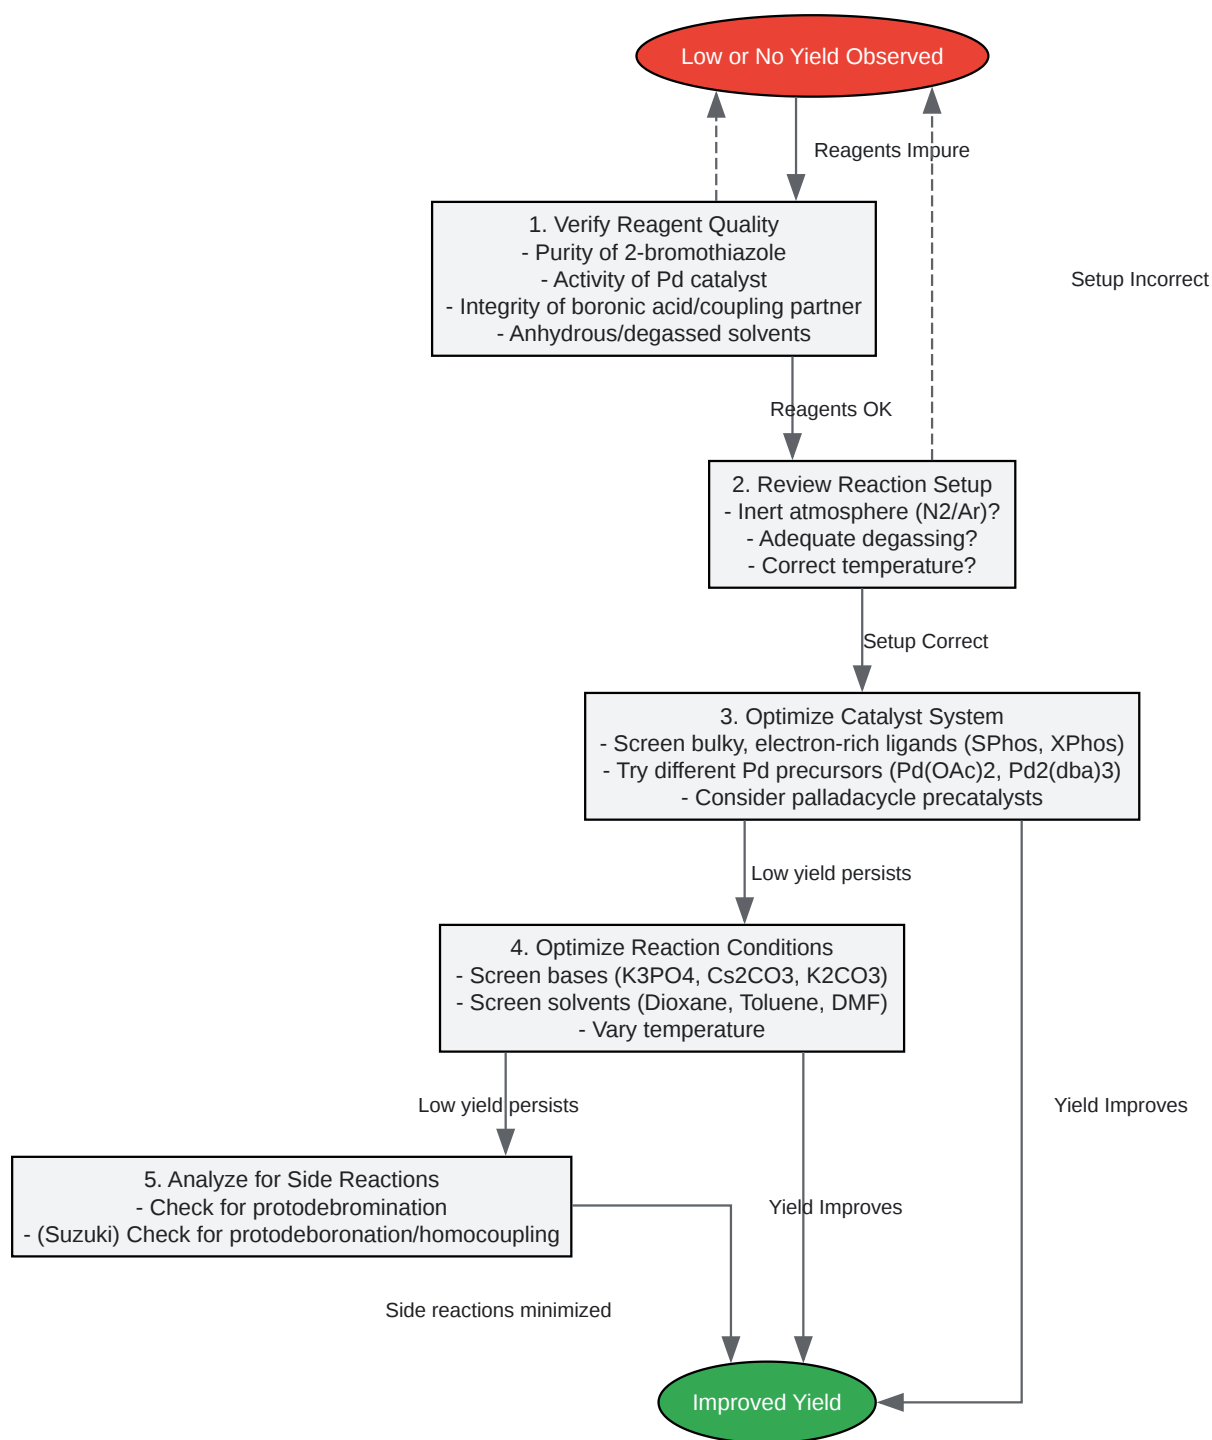 Low or No Yield Observed
Reagents Impure
1. Verify Reagent Quality
- Purity of 2-bromothiazole
- Activity of Pd catalyst
- Integrity of boronic acid/coupling partner
- Anhydrous/degassed solvents
Setup Incorrect
Reagents OK
2. Review Reaction Setup
- Inert atmosphere (N2/Ar)?
- Adequate degassing?
- Correct temperature?
Setup Correct
3. Optimize Catalyst System
- Screen bulky, electron-rich ligands (SPhos, XPhos)
- Try different Pd precursors (Pd(OAc)2, Pd2(dba)3)
- Consider palladacycle precatalysts
Low yield persists
4. Optimize Reaction Conditions
- Screen bases (K3PO4, Cs2CO3, K2CO3)
- Screen solvents (Dioxane, Toluene, DMF)
- Vary temperature
Low yield persists
Yield Improves
5. Analyze for Side Reactions
- Check for protodebromination
- (Suzuki) Check for protodeboronation/homocoupling
Yield Improves
Side reactions minimized
Improved Yield